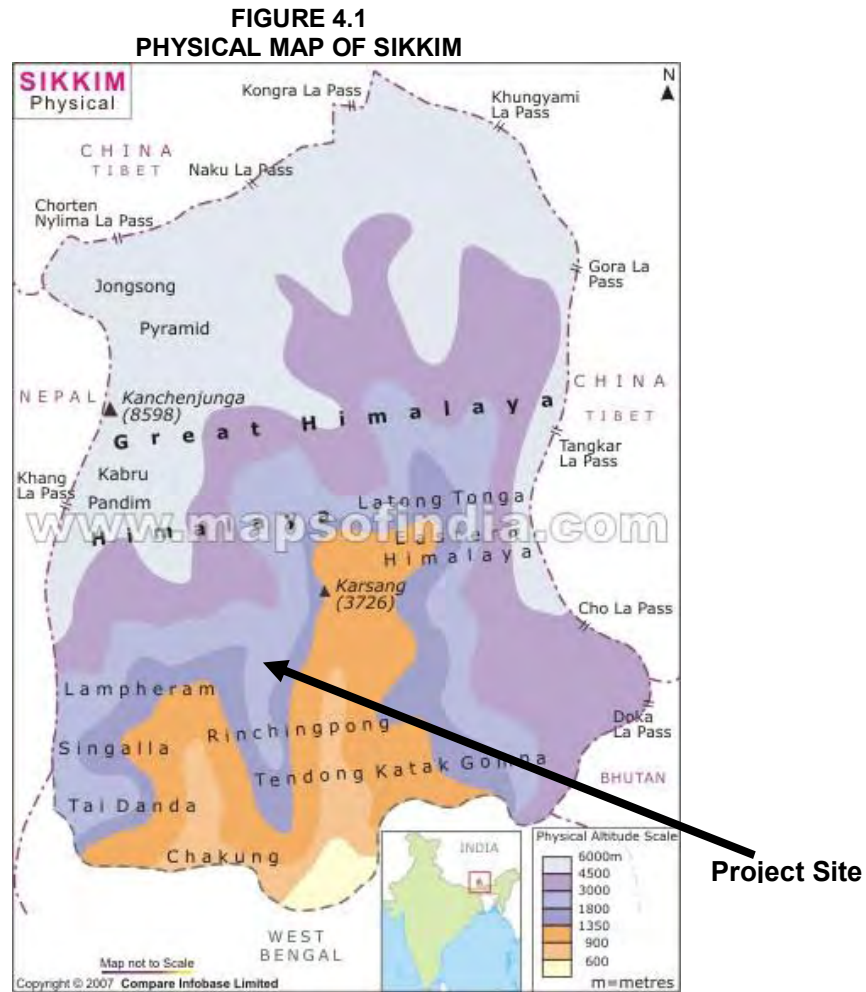 FIGURE 4.1
PHYSICAL MAP OF SIKKIM
SIKKIM
Physical
N
Kongra La Pass
Khungyami
La Pass
CHINA
TIBET
Naku La Pass
Chorten
Nylima La Pass
Gora La
Pass
Jongsong
Pyramid
NEPAL
Kanchenjunga
(8598)
CHINA
TIBET
Great Himalaya
Tangkar
La Pass
Khang
La Pass
Kabru
Pandim
Latong Tonga
www.mapsofindia.com
Himalaya
Eastern
Himalaya
Karsang
(3726)
Cho La Pass
Lampheram
Doka
La Pass
Rinchingpong
Singalla
Tendong Katak Gompa
BHUTAN
Tai Danda
Chakung
INDIA
Physical Altitude Scale
6000m
4500
3000
1800
1350
900
600
m=metres
Project Site
WEST
BENGAL
Map not to Scale
Copyright © 2007 Compare Infobase Limited